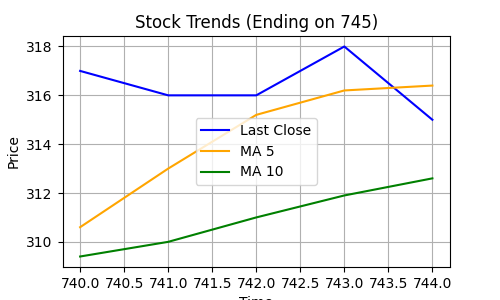 Stock Trends (Ending on 745)
318
316
314
312
310
Price
Last Close
MA 5
MA 10
740.0 740.5 741.0 741.5 742.0 742.5 743.0 743.5 744.0
Time